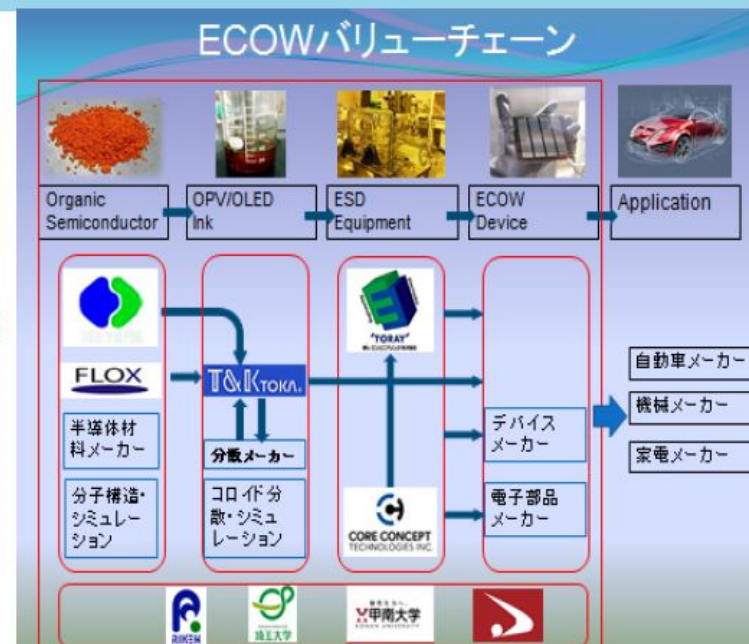 ECOWバリューチェーン
Organic
Semiconductor
OPV/OLED
Ink
ESD
Equipment
ECOW
Device
Application
FLOX
半導体材
料メーカー
分子構造・
シミュレー
ション
T&K TOKA.
分散メーカー
コロイド分
散・シミュ
レーション
"TORAY"
CORE CONCEPT
TECHNOLOGIES INC.
デバイス
メーカー
電子部品
メーカー
自動車メーカー
機械メーカー
家電メーカー
RIKEN
埼玉大学
甲南大学
KONAN UNIVERSITY